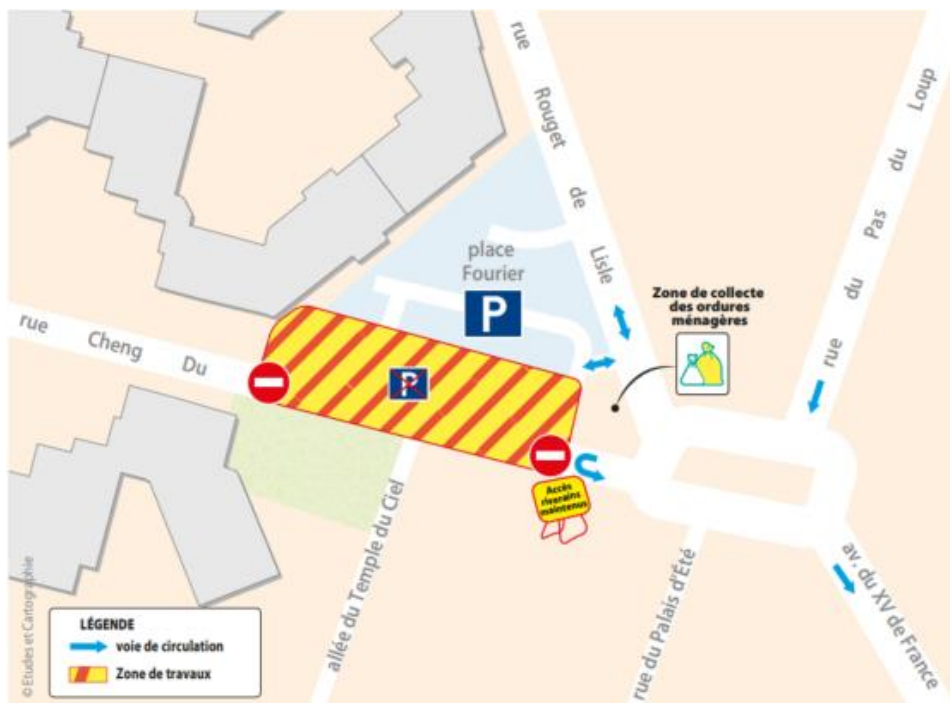 rue Rouget de Lisle
rue du Pas du Loup
place
Fourier
P
Zone de collecte
des ordures
ménagères
rue Cheng Du
P
Accès
riverains
maintenus
allée du Temple du Ciel
rue du Palais d'Été
av. du XV de France
© Etudes et Cartographie
LÉGENDE
voie de circulation
Zone de travaux